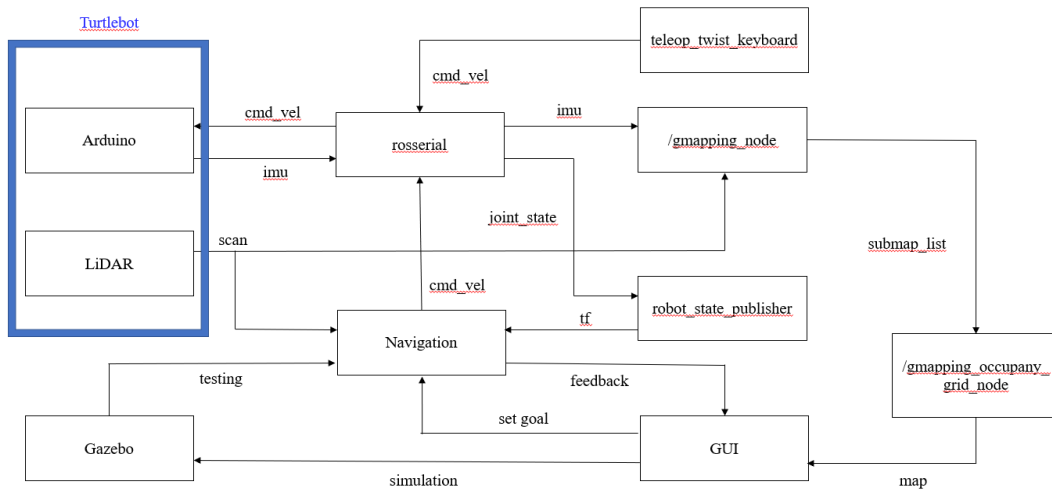 Turtlebot
teleop_twist_keyboard
cmd_vel
cmd_vel
imu
Arduino
rosserial
/gmapping_node
imu
joint_state
scan
submap_list
LiDAR
cmd_vel
robot_state_publisher
tf
Navigation
/gmapping_occupany_
grid_node
testing
feedback
set goal
Gazebo
GUI
simulation
map